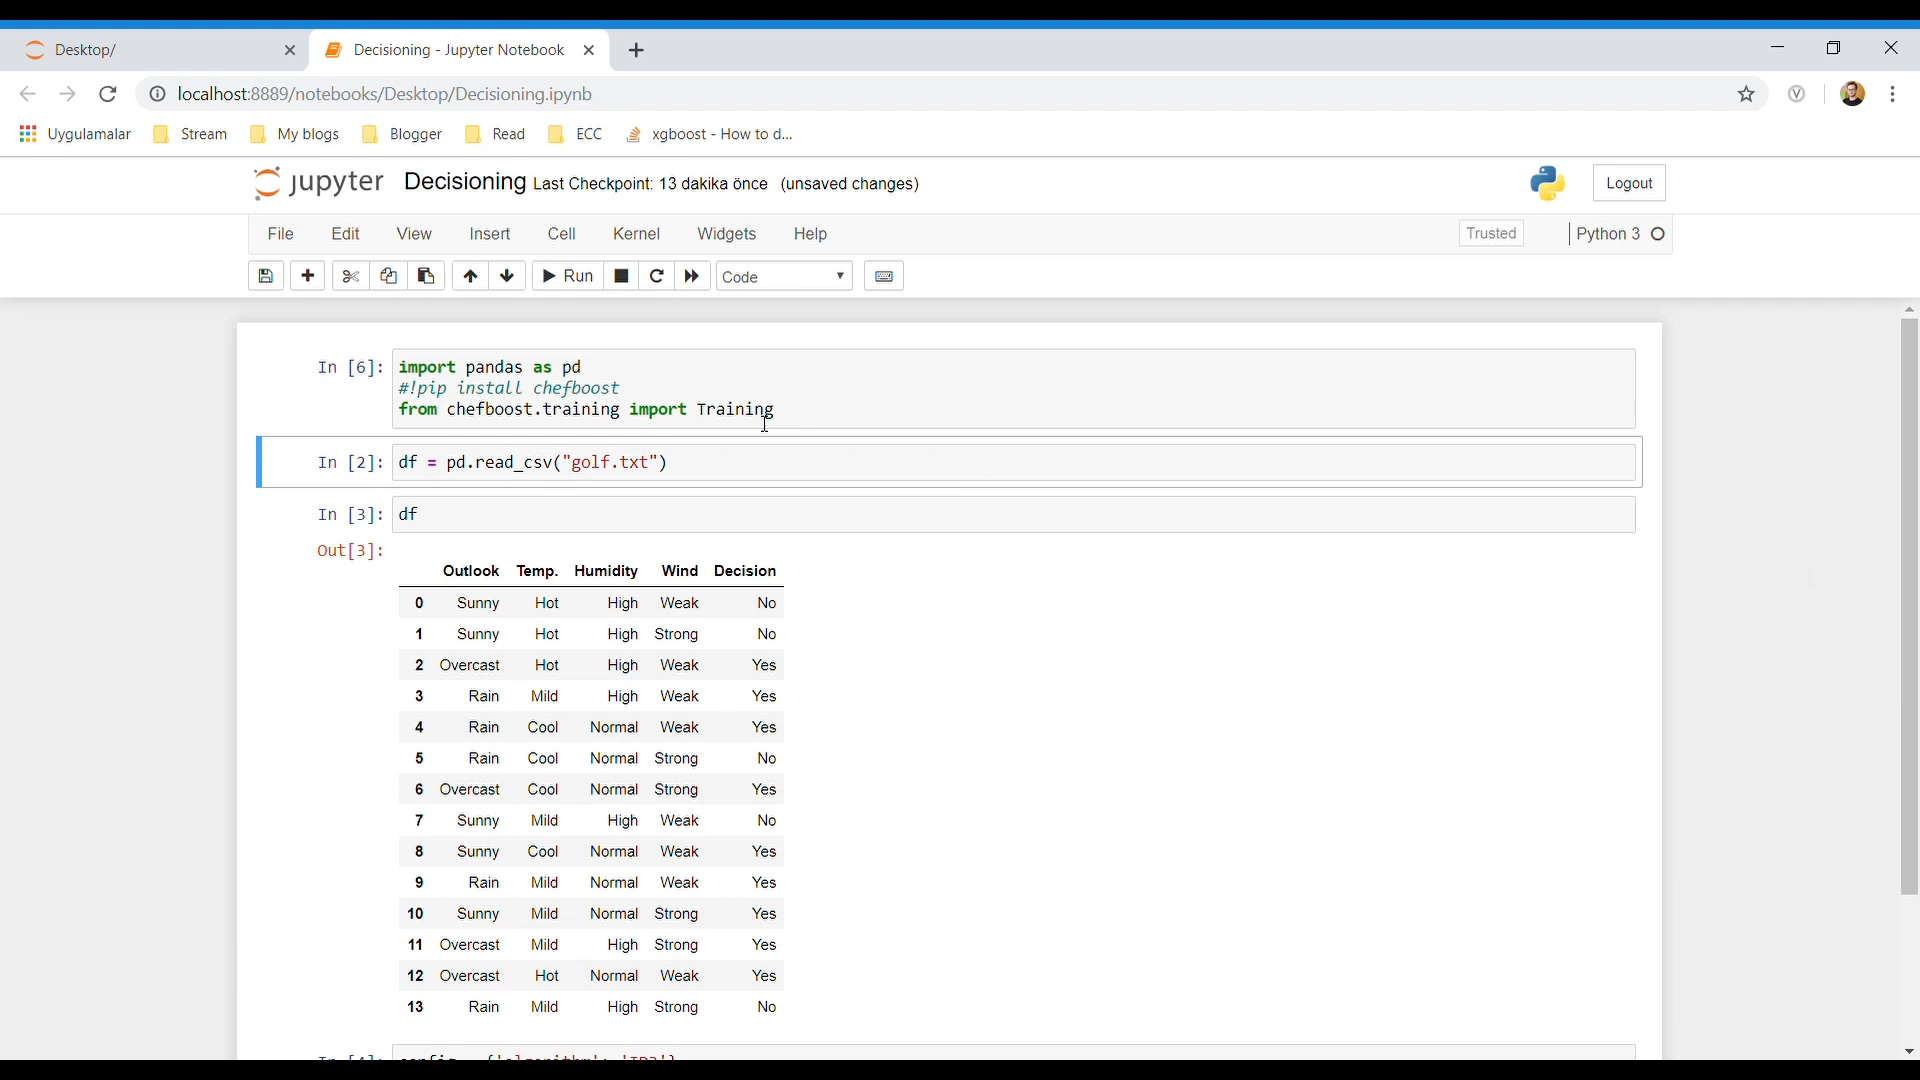 Desktop/
Decisioning - Jupyter Notebook
localhost:8889/notebooks/Desktop/Decisioning.ipynb
Uygulamalar Stream My blogs Blogger Read ECC xgboost - How to d...
jupyter Decisioning Last Checkpoint: 13 dakika önce (unsaved changes) Logout
File Edit View Insert Cell Kernel Widgets Help Trusted Python 3
Run Code
In [6]: import pandas as pd
#!pip install chefboost
from chefboost.training import Training
In [2]: df = pd.read_csv("golf.txt")
In [3]: df
Out[3]:
Outlook Temp. Humidity Wind Decision
0 Sunny Hot High Weak No
1 Sunny Hot High Strong No
2 Overcast Hot High Weak Yes
3 Rain Mild High Weak Yes
4 Rain Cool Normal Weak Yes
5 Rain Cool Normal Strong No
6 Overcast Cool Normal Strong Yes
7 Sunny Mild High Weak No
8 Sunny Cool Normal Weak Yes
9 Rain Mild Normal Weak Yes
10 Sunny Mild Normal Strong Yes
11 Overcast Mild High Strong Yes
12 Overcast Hot Normal Weak Yes
13 Rain Mild High Strong No
In [4]: config = {'algorithm': 'ID3'}